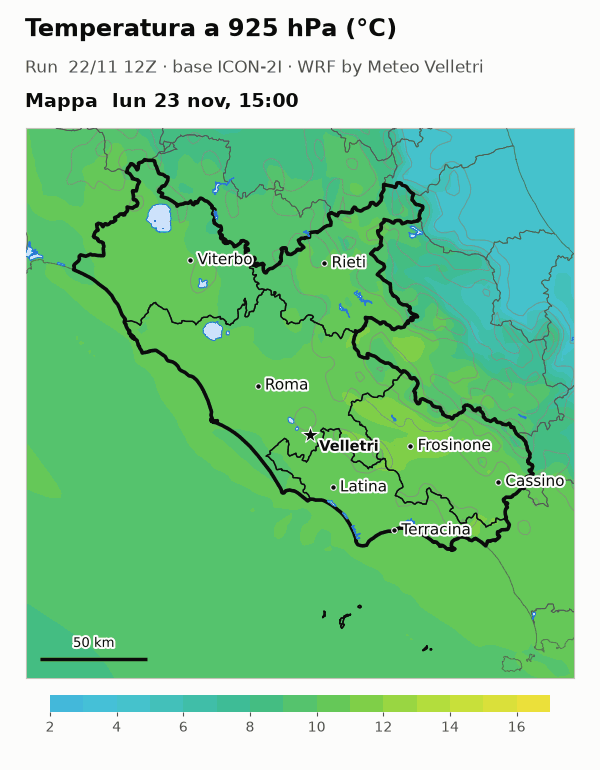 Temperatura a 925 hPa (°C)
Run  22/11 12Z · base ICON-2I · WRF by Meteo Velletri
Mappa  lun 23 nov, 15:00
Viterbo
Rieti
Roma
Velletri
Frosinone
Latina
Cassino
Terracina
50 km
2 4 6 8 10 12 14 16